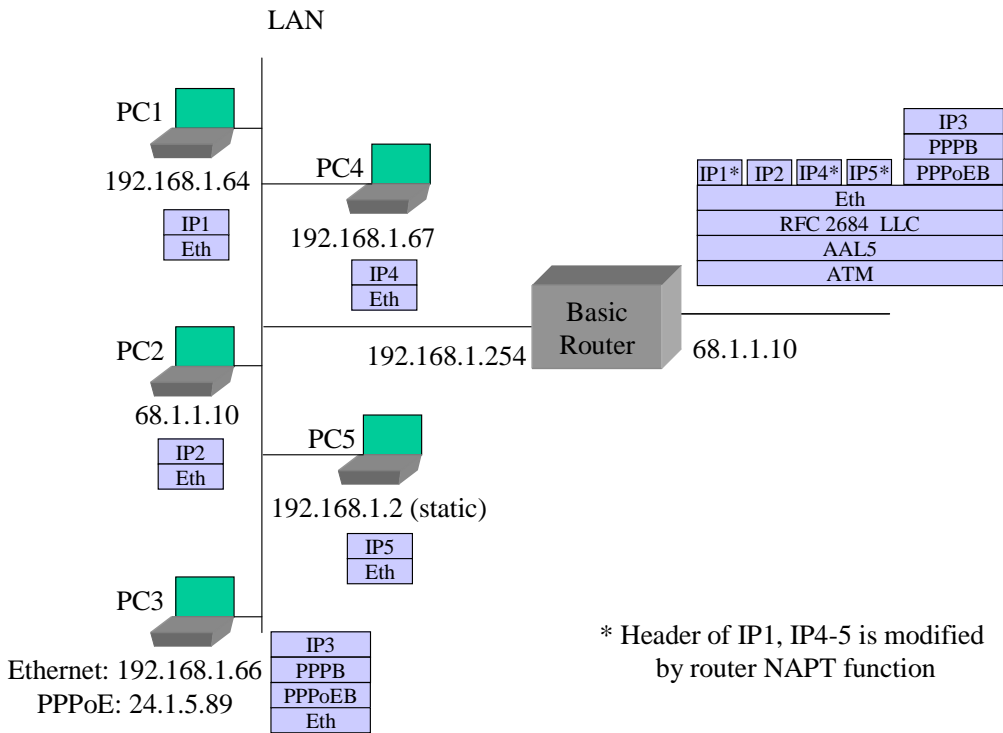 LAN
PC1
192.168.1.64
IP1
Eth
PC4
192.168.1.67
IP4
Eth
PC2
68.1.1.10
IP2
Eth
PC5
192.168.1.2 (static)
IP5
Eth
PC3
Ethernet: 192.168.1.66
PPPoE: 24.1.5.89
IP3
PPPB
PPPoEB
Eth
192.168.1.254
Basic
Router
68.1.1.10
IP1* IP2 IP4* IP5*
IP3
PPPB
PPPoEB
Eth
RFC 2684 LLC
AAL5
ATM
* Header of IP1, IP4-5 is modified
by router NAPT function